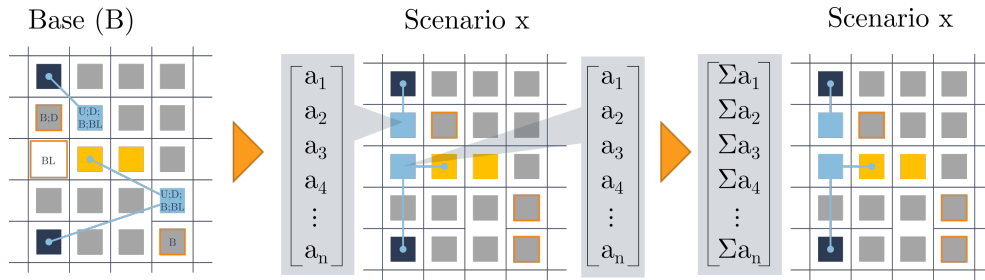 Base (B)
Scenario x
Scenario x
B;D
U;D;
B;BL
BL
U;D;
B;BL
B
a₁
a₂
a₃
a₄
⋮
aₙ
a₁
a₂
a₃
a₄
⋮
aₙ
Σa₁
Σa₂
Σa₃
Σa₄
⋮
Σaₙ